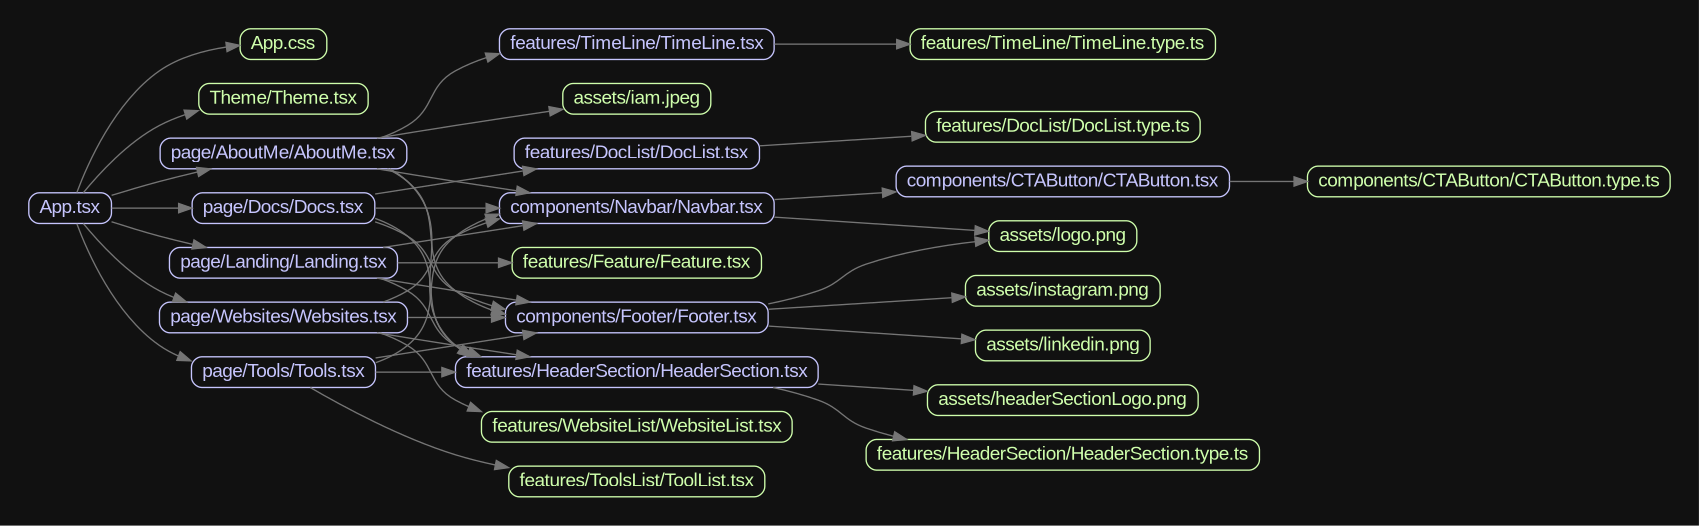 App.tsx
App.css
Theme/Theme.tsx
page/AboutMe/AboutMe.tsx
page/Docs/Docs.tsx
page/Landing/Landing.tsx
page/Websites/Websites.tsx
page/Tools/Tools.tsx
features/TimeLine/TimeLine.tsx
assets/iam.jpeg
features/DocList/DocList.tsx
components/Navbar/Navbar.tsx
features/Feature/Feature.tsx
components/Footer/Footer.tsx
features/HeaderSection/HeaderSection.tsx
features/WebsiteList/WebsiteList.tsx
features/ToolsList/ToolList.tsx
features/TimeLine/TimeLine.type.ts
features/DocList/DocList.type.ts
components/CTAButton/CTAButton.tsx
assets/logo.png
assets/instagram.png
assets/linkedin.png
assets/headerSectionLogo.png
features/HeaderSection/HeaderSection.type.ts
components/CTAButton/CTAButton.type.ts